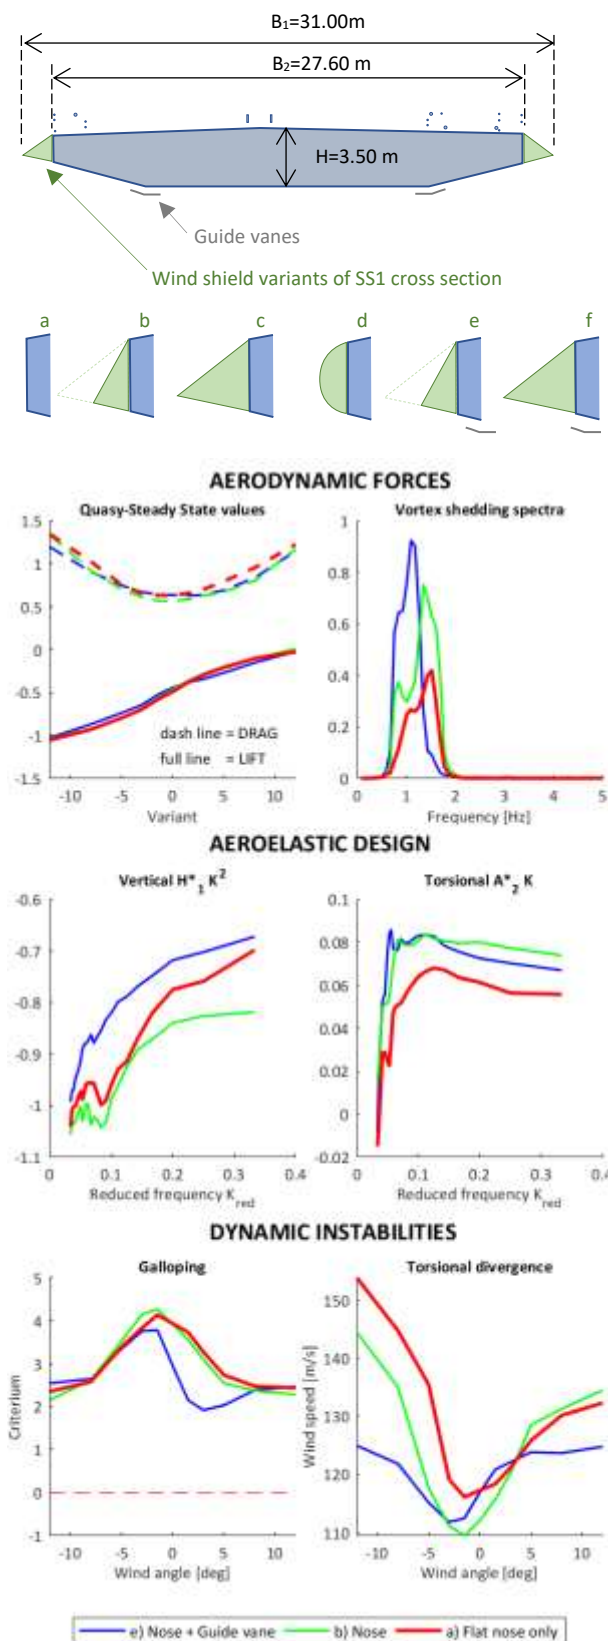 B₁=31.00m
B₂=27.60 m
H=3.50 m
Guide vanes
Wind shield variants of SS1 cross section
a b c d e f
AERODYNAMIC FORCES
Quasy-Steady State values
1.5
1
0.5
0
-0.5
-1
-1.5
dash line = DRAG
full line = LIFT
-10 -5 0 5 10
Variant
Vortex shedding spectra
1
0.8
0.6
0.4
0.2
0
0 1 2 3 4 5
Frequency [Hz]
AEROELASTIC DESIGN
Vertical H*₁ K²
-0.6
-0.7
-0.8
-0.9
-1
-1.1
0 0.1 0.2 0.3 0.4
Reduced frequency K_red
Torsional A*₂ K
0.1
0.08
0.06
0.04
0.02
0
-0.02
0 0.1 0.2 0.3 0.4
Reduced frequency K_red
DYNAMIC INSTABILITIES
Galloping
Criterium
5
4
3
2
1
0
-1
-10 -5 0 5 10
Wind angle [deg]
Torsional divergence
Wind speed [m/s]
150
140
130
120
110
-10 -5 0 5 10
Wind angle [deg]
e) Nose + Guide vane b) Nose a) Flat nose only